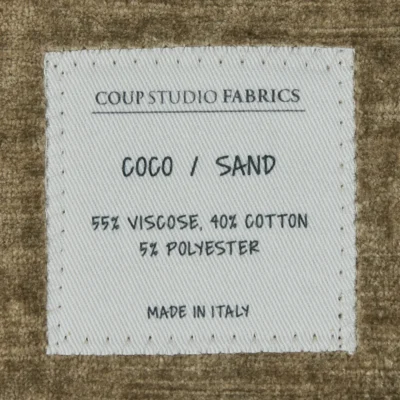 COUP STUDIO FABRICS
COCO / SAND
55% VISCOSE, 40% COTTON
5% POLYESTER
MADE IN ITALY